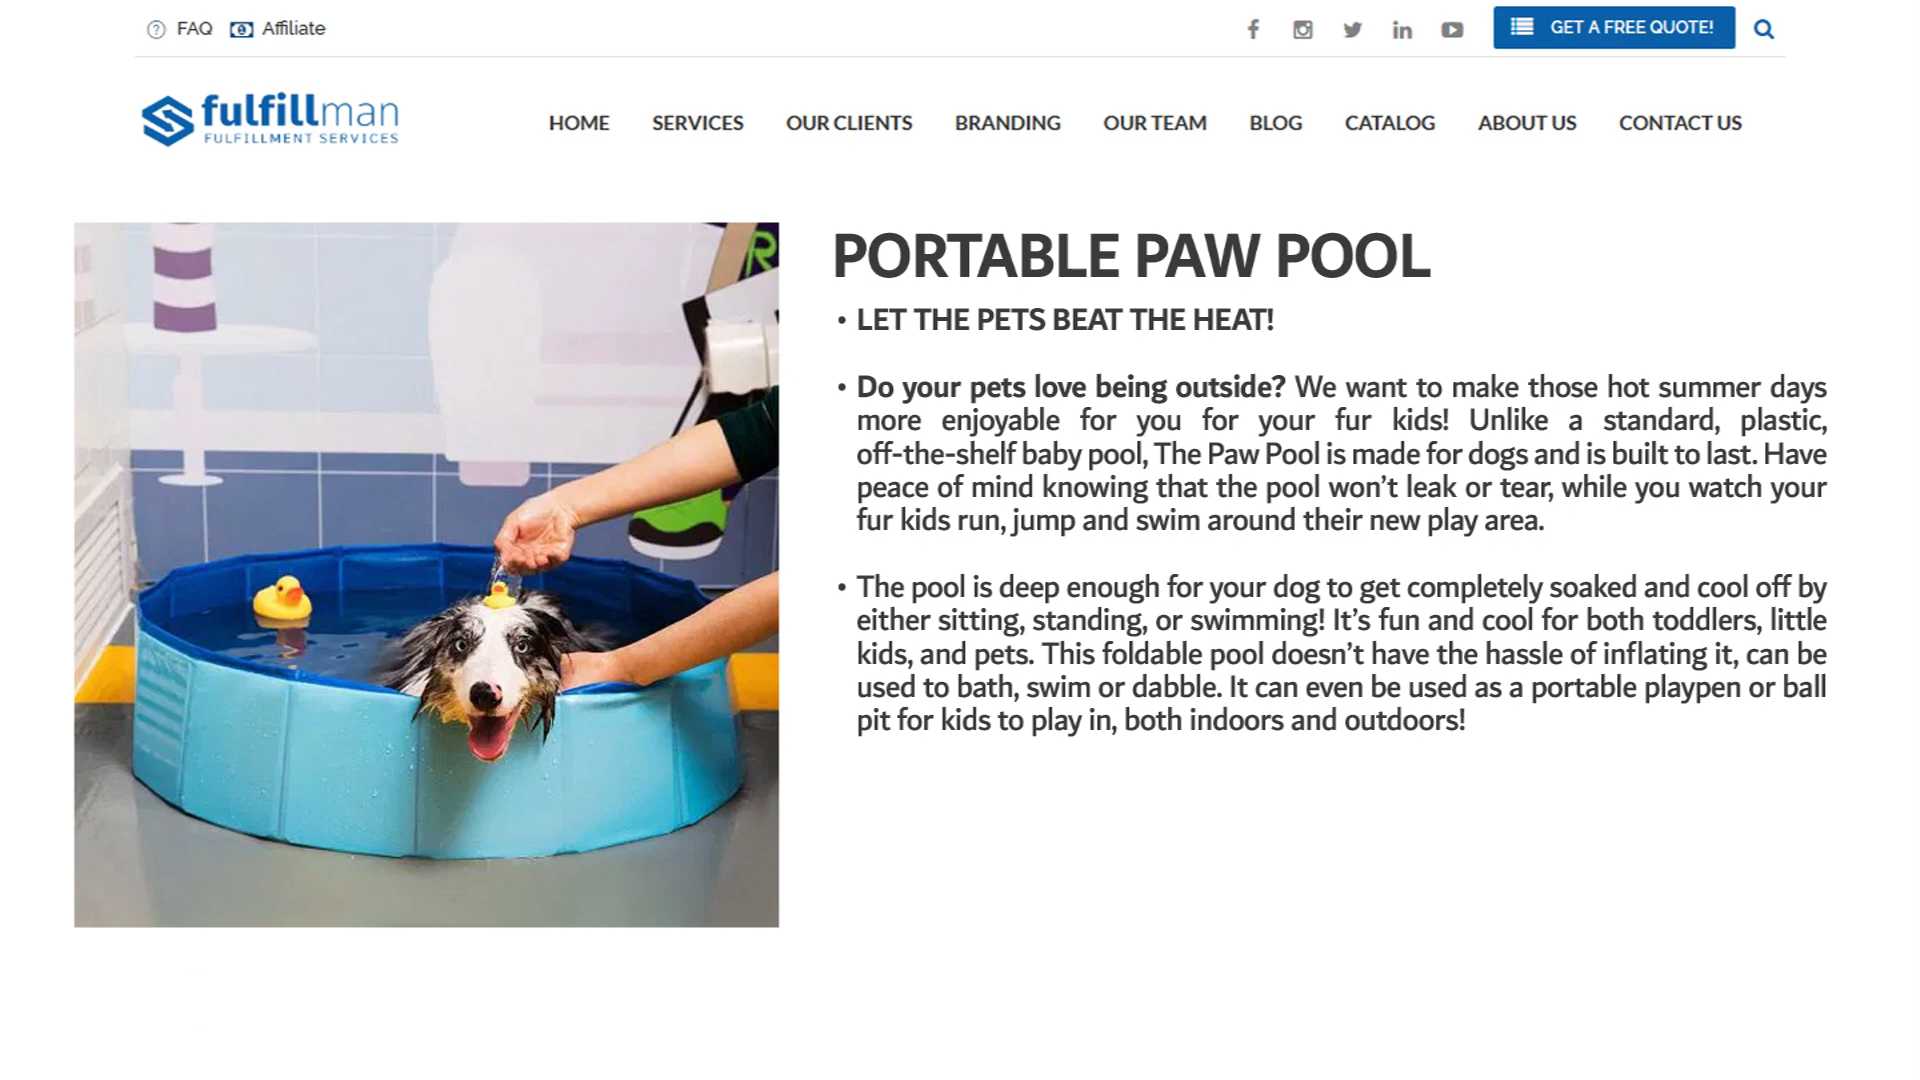 FAQ Affiliate
GET A FREE QUOTE!
fulfillman
FULFILLMENT SERVICES
HOME SERVICES OUR CLIENTS BRANDING OUR TEAM BLOG CATALOG ABOUT US CONTACT US
R
PORTABLE PAW POOL
• LET THE PETS BEAT THE HEAT!
• Do your pets love being outside? We want to make those hot summer days
more enjoyable for you for your fur kids! Unlike a standard, plastic,
off-the-shelf baby pool, The Paw Pool is made for dogs and is built to last. Have
peace of mind knowing that the pool won’t leak or tear, while you watch your
fur kids run, jump and swim around their new play area.
• The pool is deep enough for your dog to get completely soaked and cool off by
either sitting, standing, or swimming! It’s fun and cool for both toddlers, little
kids, and pets. This foldable pool doesn’t have the hassle of inflating it, can be
used to bath, swim or dabble. It can even be used as a portable playpen or ball
pit for kids to play in, both indoors and outdoors!